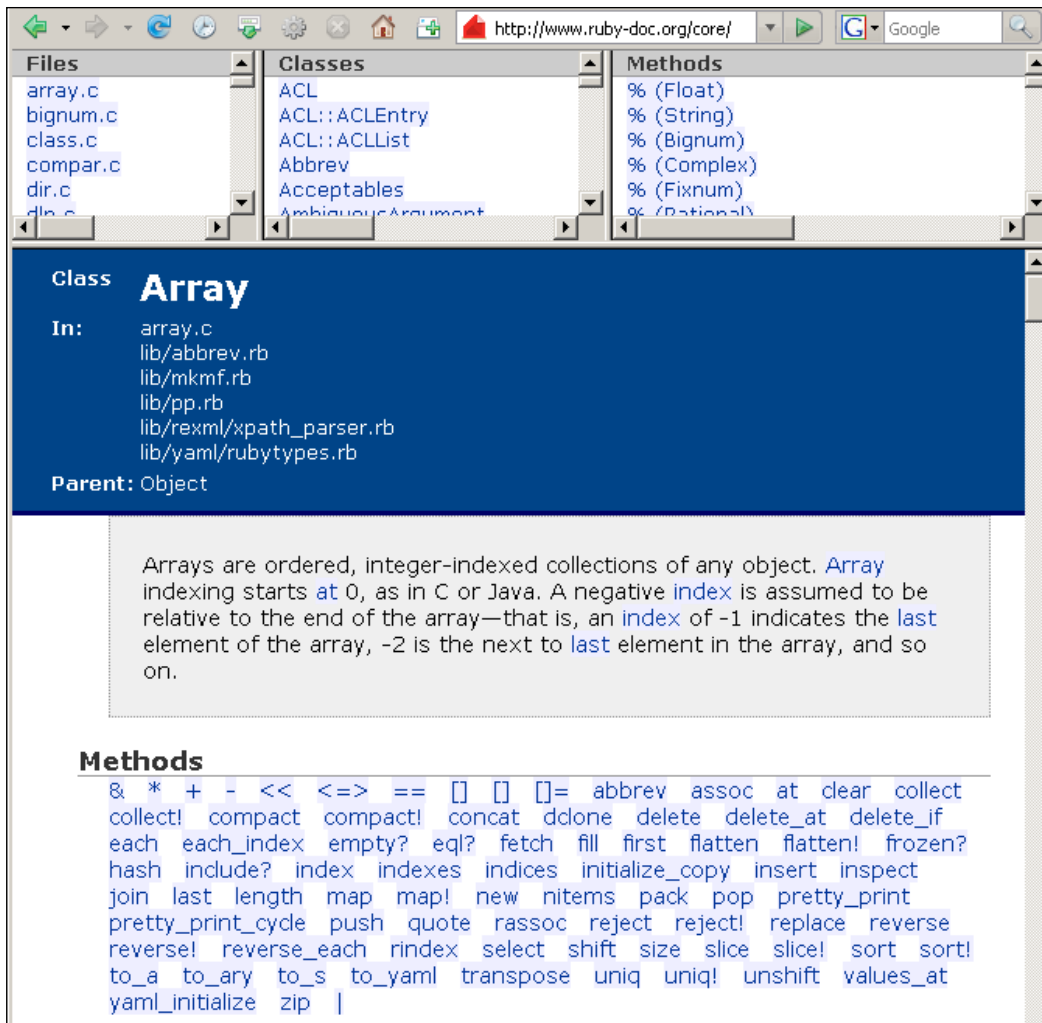 http://www.ruby-doc.org/core/ G Google
Files
array.c
bignum.c
class.c
compar.c
dir.c
dln.c
Classes
ACL
ACL::ACLEntry
ACL::ACLList
Abbrev
Acceptables
AmbiguousArgument
Methods
% (Float)
% (String)
% (Bignum)
% (Complex)
% (Fixnum)
% (Rational)
Class Array
In: array.c
lib/abbrev.rb
lib/mkmf.rb
lib/pp.rb
lib/rexml/xpath_parser.rb
lib/yaml/rubytypes.rb
Parent: Object
Arrays are ordered, integer-indexed collections of any object. Array
indexing starts at 0, as in C or Java. A negative index is assumed to be
relative to the end of the array—that is, an index of -1 indicates the last
element of the array, -2 is the next to last element in the array, and so
on.
Methods
& * + - << <=> == [] [] []= abbrev assoc at clear collect
collect! compact compact! concat dclone delete delete_at delete_if
each each_index empty? eql? fetch fill first flatten flatten! frozen?
hash include? index indexes indices initialize_copy insert inspect
join last length map map! new nitems pack pop pretty_print
pretty_print_cycle push quote rassoc reject reject! replace reverse
reverse! reverse_each rindex select shift size slice slice! sort sort!
to_a to_ary to_s to_yaml transpose uniq uniq! unshift values_at
yaml_initialize zip |